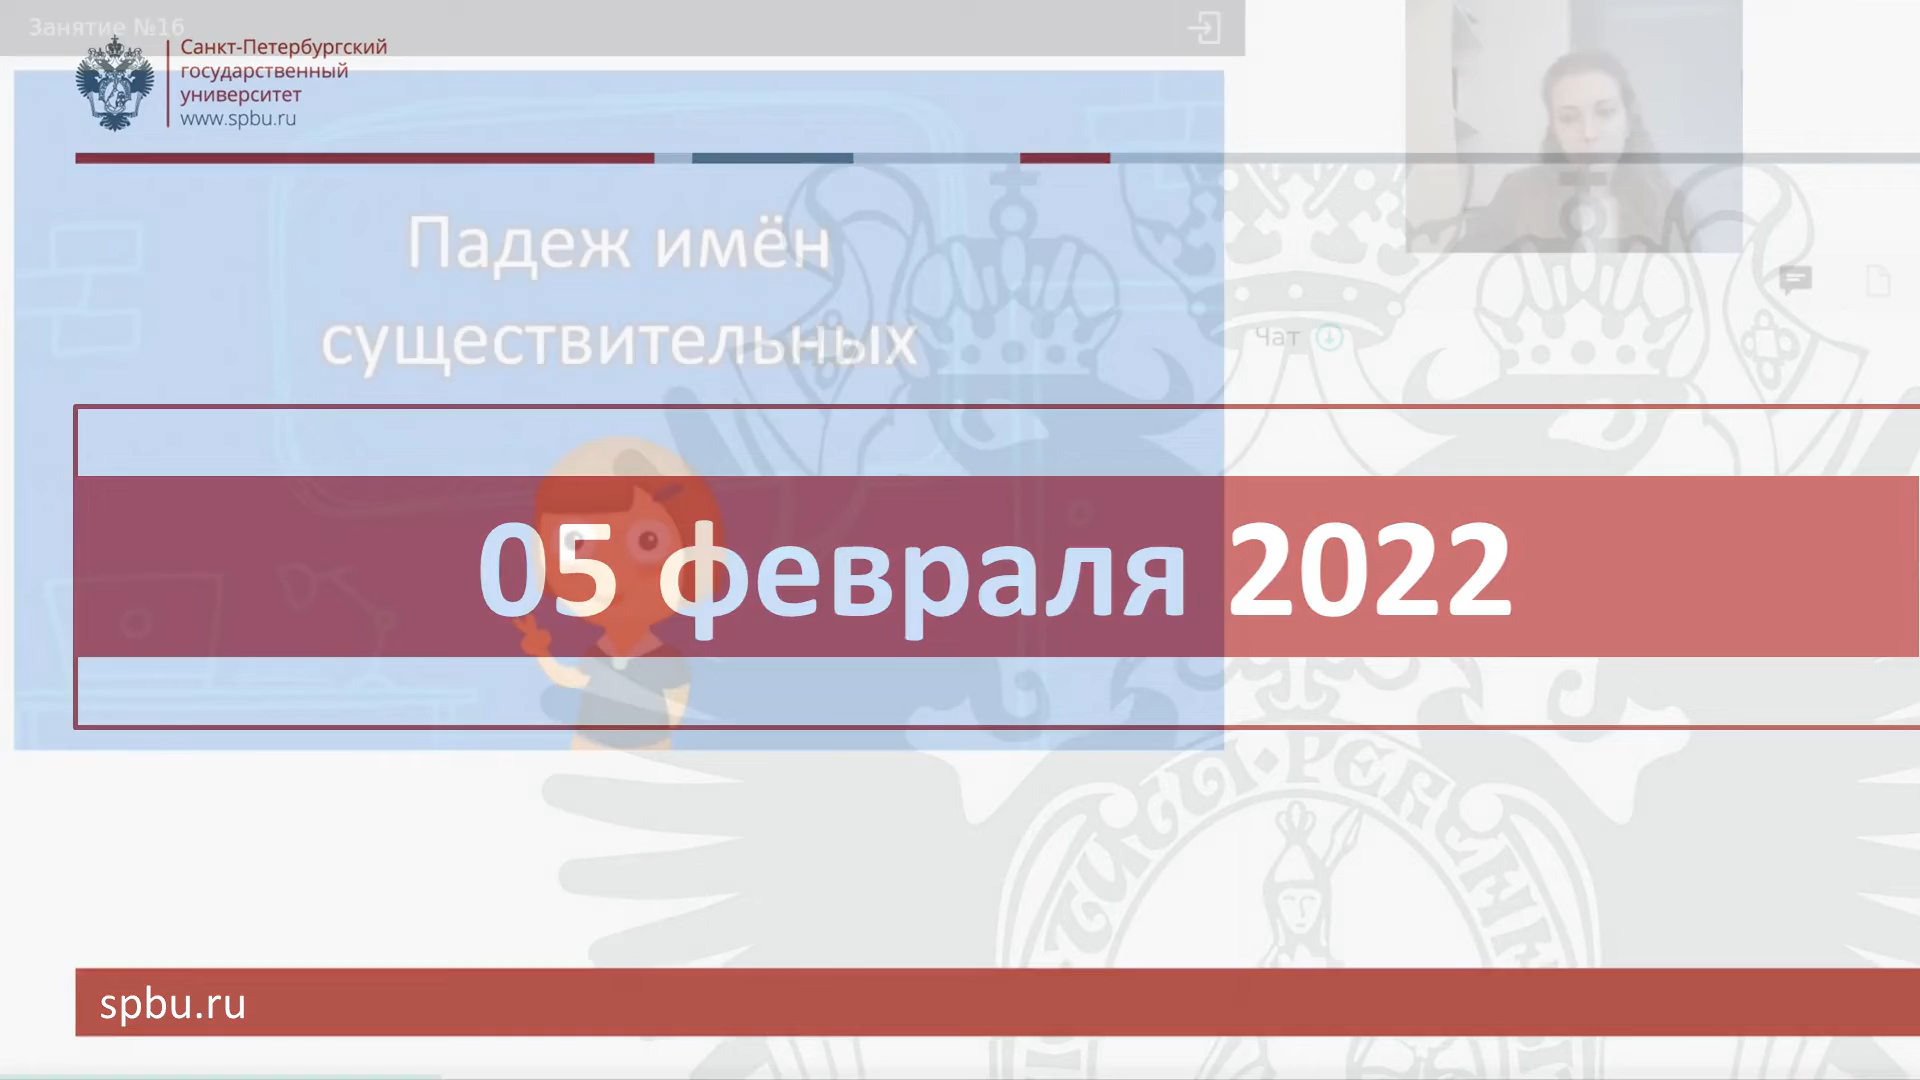 Занятие №16
Санкт-Петербургский
государственный
университет
www.spbu.ru
Падеж имён
существительных
Чат
05 февраля 2022
spbu.ru